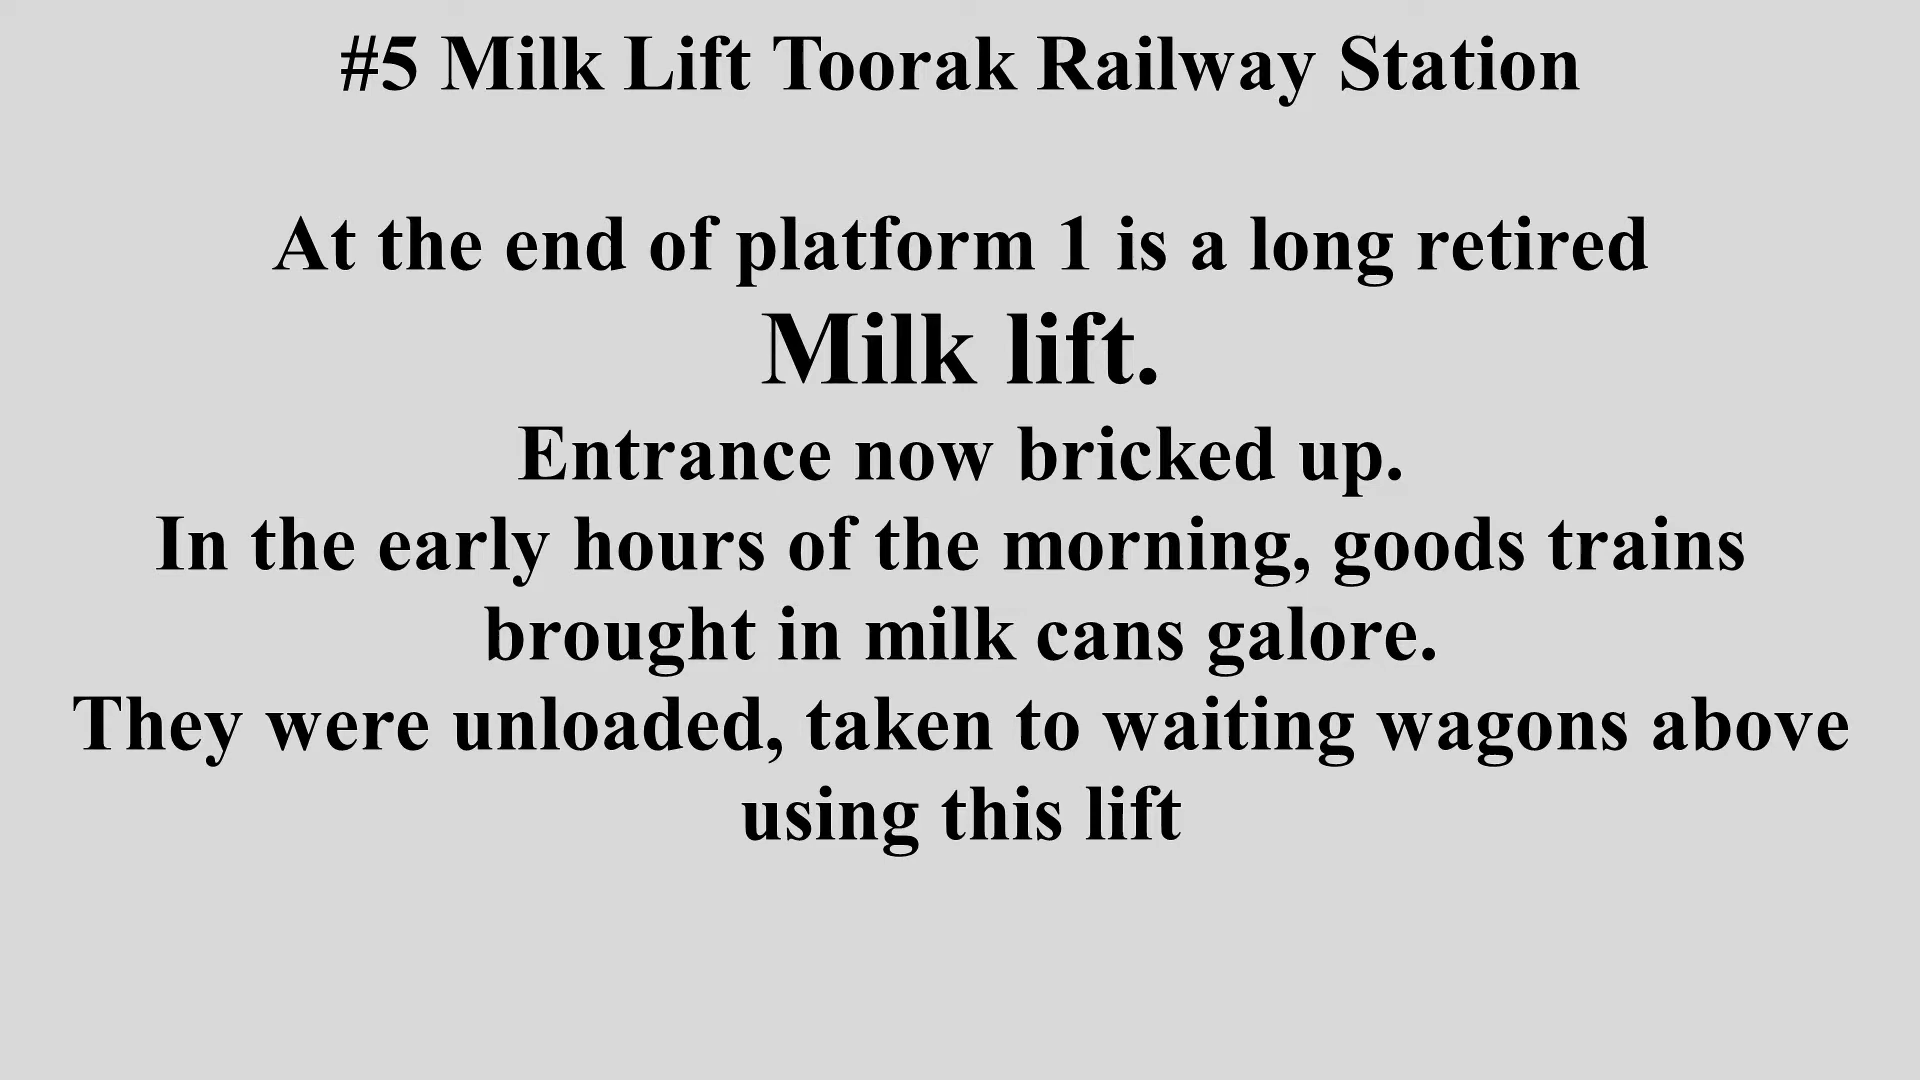 #5 Milk Lift Toorak Railway Station
At the end of platform 1 is a long retired
Milk lift.
Entrance now bricked up.
In the early hours of the morning, goods trains
brought in milk cans galore.
They were unloaded, taken to waiting wagons above
using this lift